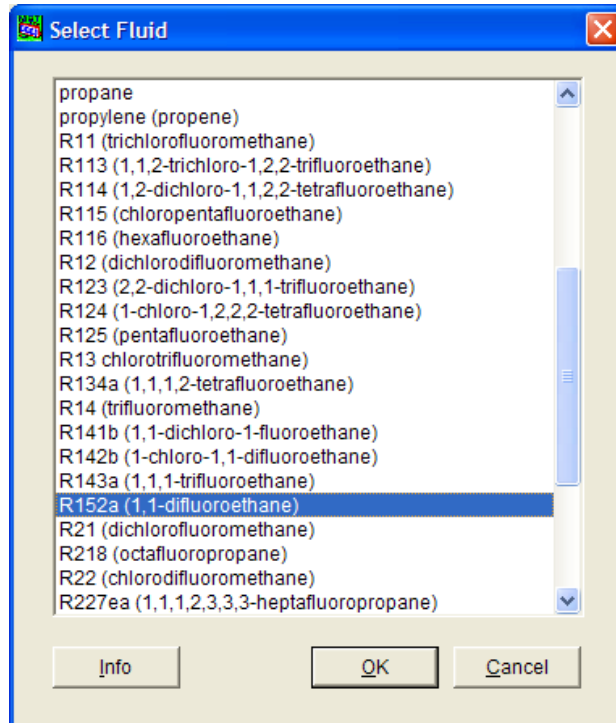 Select Fluid
propane
propylene (propene)
R11 (trichlorofluoromethane)
R113 (1,1,2-trichloro-1,2,2-trifluoroethane)
R114 (1,2-dichloro-1,1,2,2-tetrafluoroethane)
R115 (chloropentafluoroethane)
R116 (hexafluoroethane)
R12 (dichlorodifluoromethane)
R123 (2,2-dichloro-1,1,1-trifluoroethane)
R124 (1-chloro-1,2,2,2-tetrafluoroethane)
R125 (pentafluoroethane)
R13 chlorotrifluoromethane)
R134a (1,1,1,2-tetrafluoroethane)
R14 (trifluoromethane)
R141b (1,1-dichloro-1-fluoroethane)
R142b (1-chloro-1,1-difluoroethane)
R143a (1,1,1-trifluoroethane)
R152a (1,1-difluoroethane)
R21 (dichlorofluoromethane)
R218 (octafluoropropane)
R22 (chlorodifluoromethane)
R227ea (1,1,1,2,3,3,3-heptafluoropropane)
Info OK Cancel